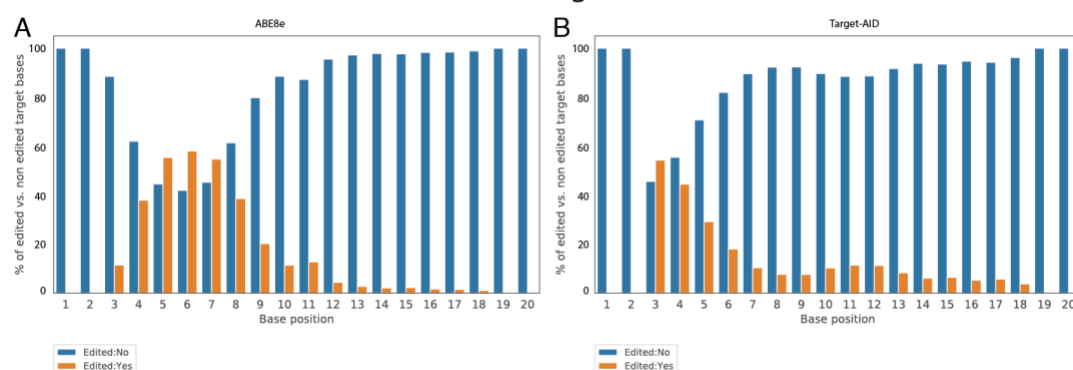 A
ABE8e
% of edited vs. non edited target bases
100
80
60
40
20
0
1 2 3 4 5 6 7 8 9 10 11 12 13 14 15 16 17 18 19 20
Base position
Edited:No
Edited:Yes
B
Target-AID
% of edited vs. non edited target bases
100
80
60
40
20
0
1 2 3 4 5 6 7 8 9 10 11 12 13 14 15 16 17 18 19 20
Base position
Edited:No
Edited:Yes